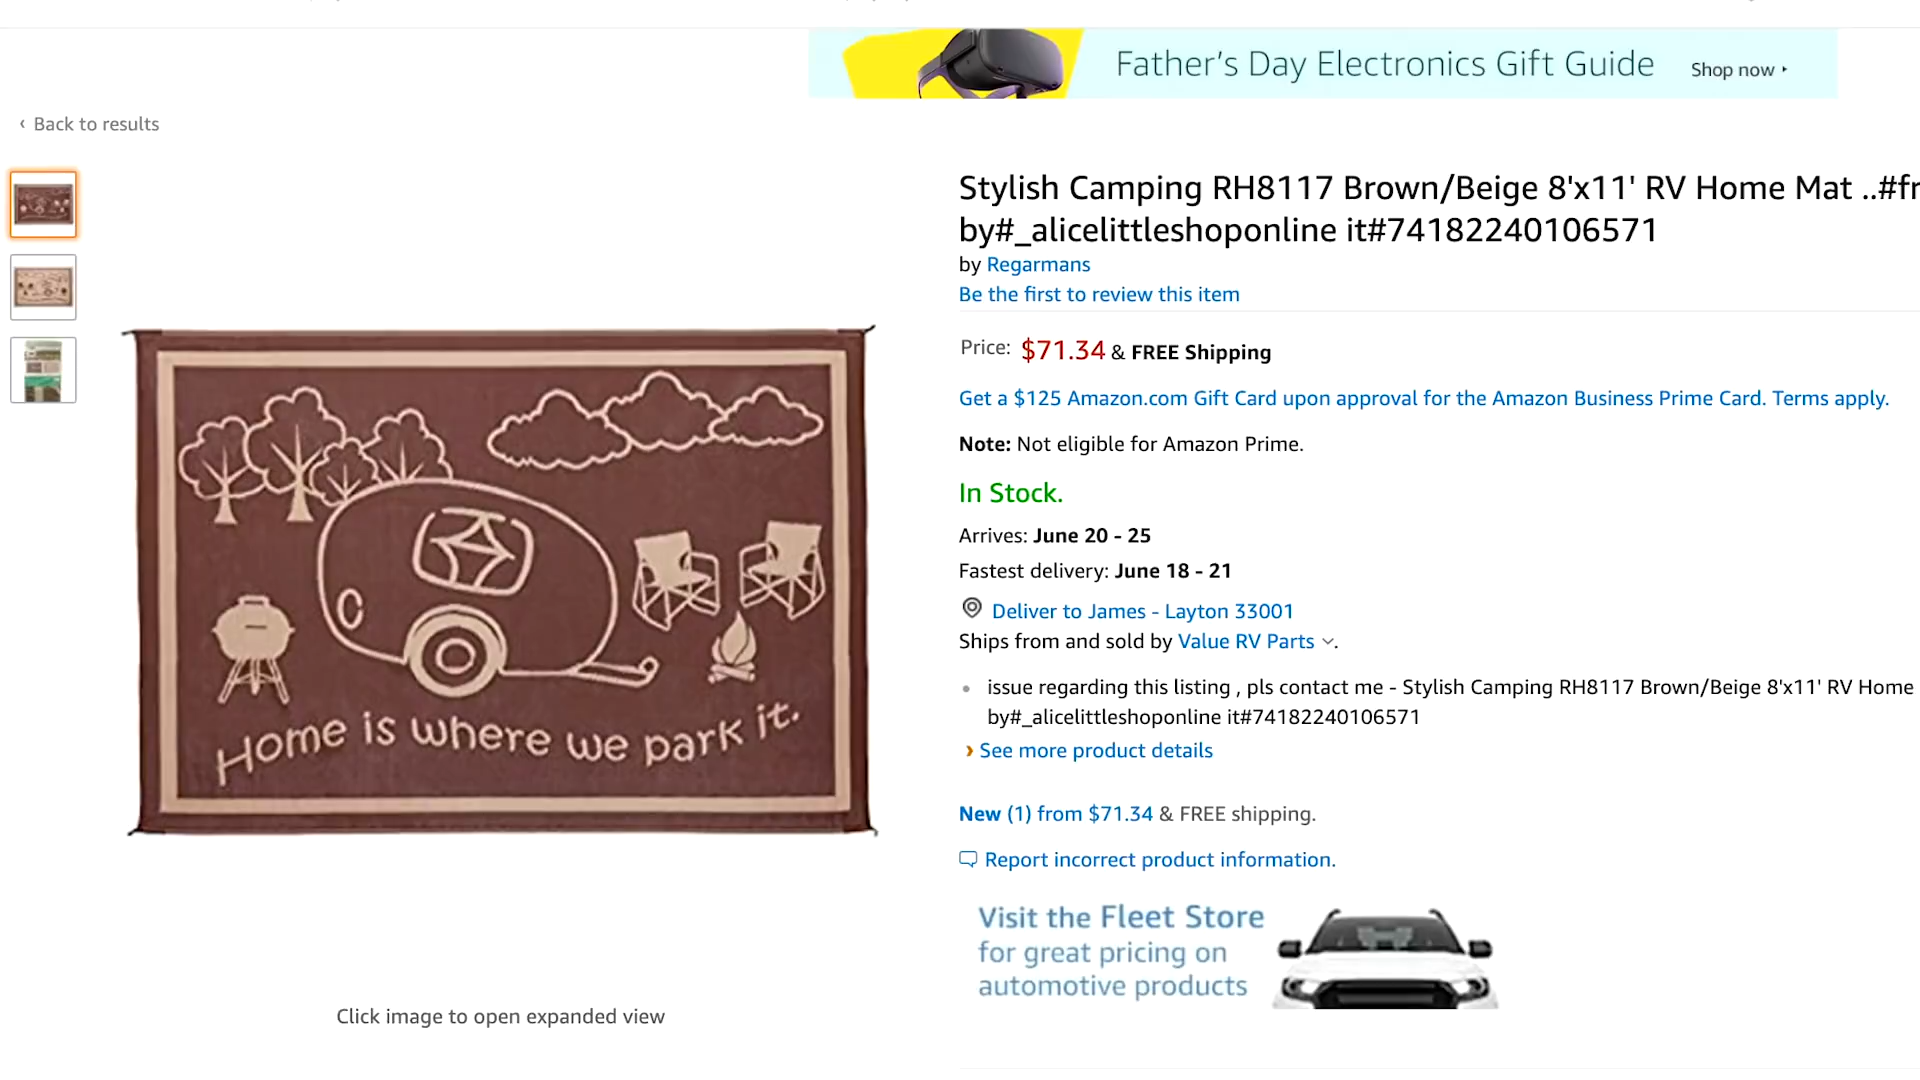 Father's Day Electronics Gift Guide Shop now
‹ Back to results
Stylish Camping RH8117 Brown/Beige 8'x11' RV Home Mat ..#fr
by#_alicelittleshoponline it#74182240106571
by Regarmans
Be the first to review this item
Price: $71.34 & FREE Shipping
Get a $125 Amazon.com Gift Card upon approval for the Amazon Business Prime Card. Terms apply.
Note: Not eligible for Amazon Prime.
In Stock.
Arrives: June 20 - 25
Fastest delivery: June 18 - 21
Deliver to James - Layton 33001
Ships from and sold by Value RV Parts.
issue regarding this listing , pls contact me - Stylish Camping RH8117 Brown/Beige 8'x11' RV Home
by#_alicelittleshoponline it#74182240106571
› See more product details
New (1) from $71.34 & FREE shipping.
Report incorrect product information.
Visit the Fleet Store
for great pricing on
automotive products
Home is where we park it.
Click image to open expanded view